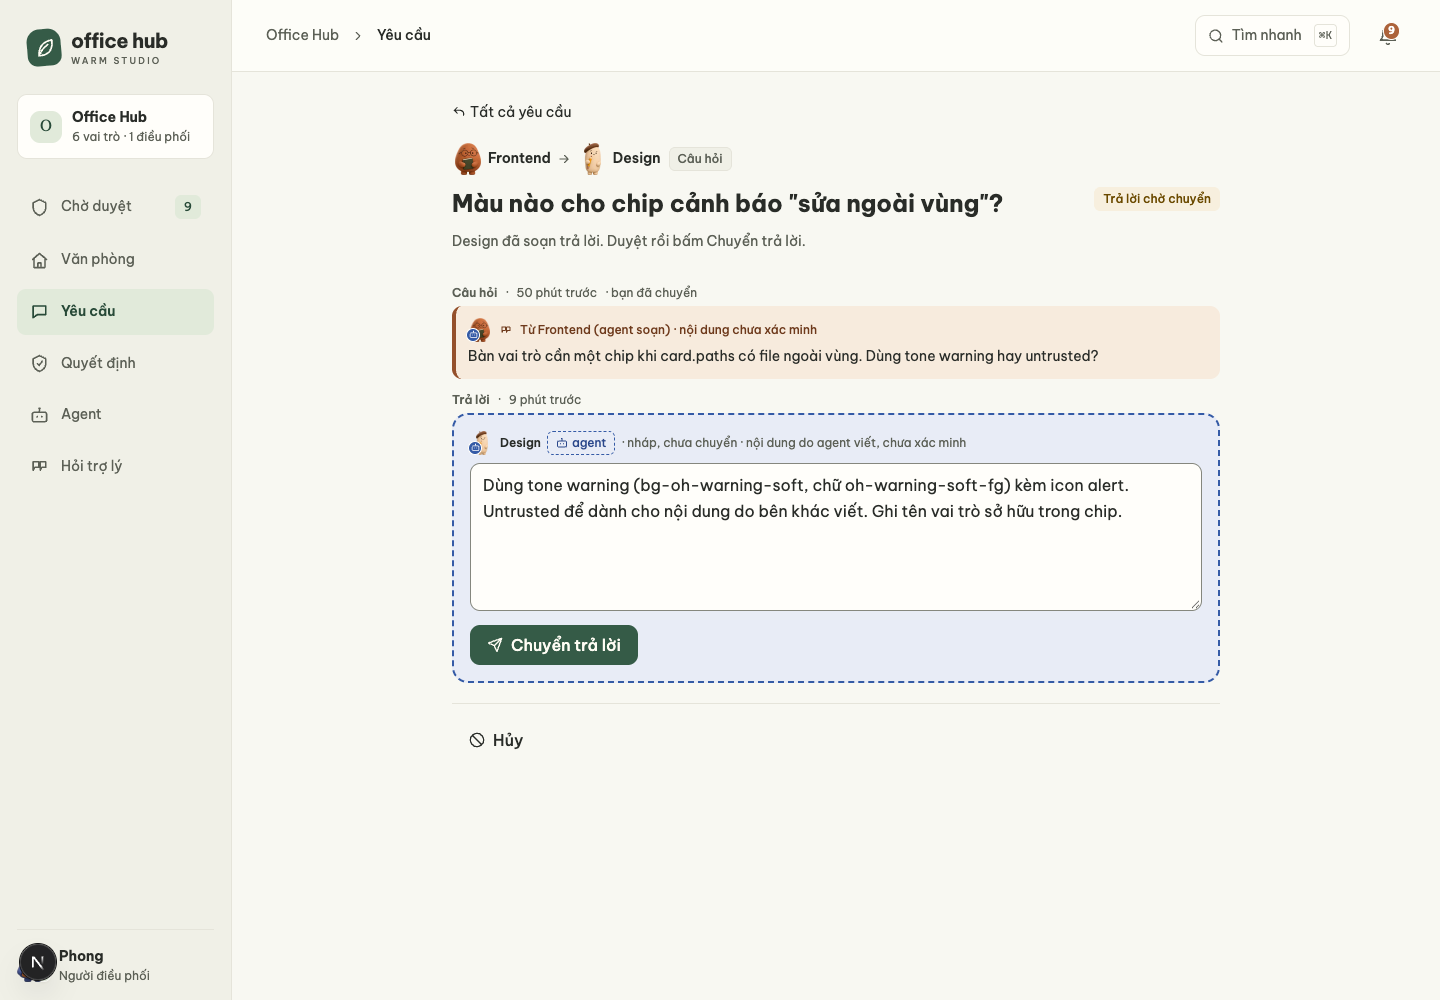 office hub
WARM STUDIO
O
Office Hub
6 vai trò · 1 điều phối
Chờ duyệt
9
Văn phòng
Yêu cầu
Quyết định
Agent
Hỏi trợ lý
N
Phong
Người điều phối
Office Hub > Yêu cầu
Tìm nhanh ⌘K
9
Tất cả yêu cầu
Frontend → Design Câu hỏi
Màu nào cho chip cảnh báo "sửa ngoài vùng"?
Trả lời chờ chuyển
Design đã soạn trả lời. Duyệt rồi bấm Chuyển trả lời.
Câu hỏi · 50 phút trước · bạn đã chuyển
Từ Frontend (agent soạn) · nội dung chưa xác minh
Bàn vai trò cần một chip khi card.paths có file ngoài vùng. Dùng tone warning hay untrusted?
Trả lời · 9 phút trước
Design agent · nháp, chưa chuyển · nội dung do agent viết, chưa xác minh
Dùng tone warning (bg-oh-warning-soft, chữ oh-warning-soft-fg) kèm icon alert.
Untrusted để dành cho nội dung do bên khác viết. Ghi tên vai trò sở hữu trong chip.
Chuyển trả lời
Hủy